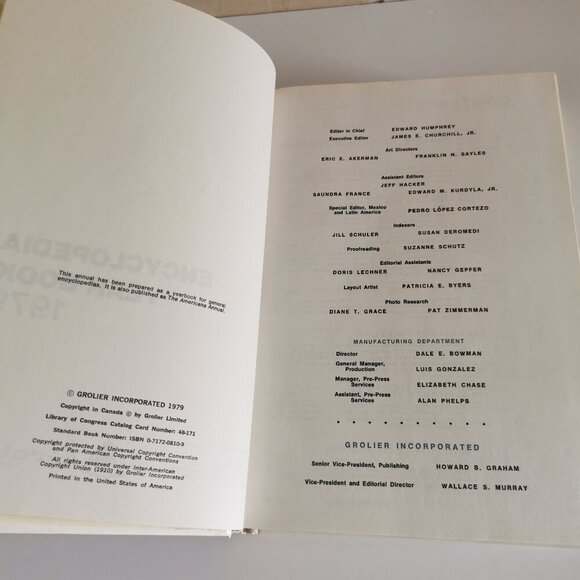 This annual has been prepared as a yearbook for general
encyclopedias. It is also published as The Americana Annual.
© GROLIER INCORPORATED 1979
Copyright in Canada © by Grolier Limited
Library of Congress Catalog Card Number: 48-171
Standard Book Number: ISBN 0-7172-0810-9
Copyright protected by Universal Copyright Convention
and Pan American Copyright Conventions
All rights reserved under Inter-American
Copyright Union (1910) by Grolier Incorporated
Printed in the United States of America
Editor in Chief EDWARD HUMPHREY
Executive Editor JAMES E. CHURCHILL, JR.
Art Directors
ERIC E. AKERMAN FRANKLIN N. SAYLES
Assistant Editors
JEFF HACKER
SAUNDRA FRANCE EDWARD M. KURDYLA, JR.
Special Editor, Mexico
and Latin America PEDRO LÓPEZ CORTEZO
Indexers
JILL SCHULER SUSAN DEROMEDI
Proofreading SUZANNE SCHUTZ
Editorial Assistants
DORIS LECHNER NANCY GEPFER
Layout Artist PATRICIA E. BYERS
Photo Research
DIANE T. GRACE PAT ZIMMERMAN
MANUFACTURING DEPARTMENT
Director DALE E. BOWMAN
General Manager,
Production LUIS GONZALEZ
Manager, Pre-Press
Services ELIZABETH CHASE
Assistant, Pre-Press
Services ALAN PHELPS
GROLIER INCORPORATED
Senior Vice-President, Publishing HOWARD B. GRAHAM
Vice-President and Editorial Director WALLACE S. MURRAY